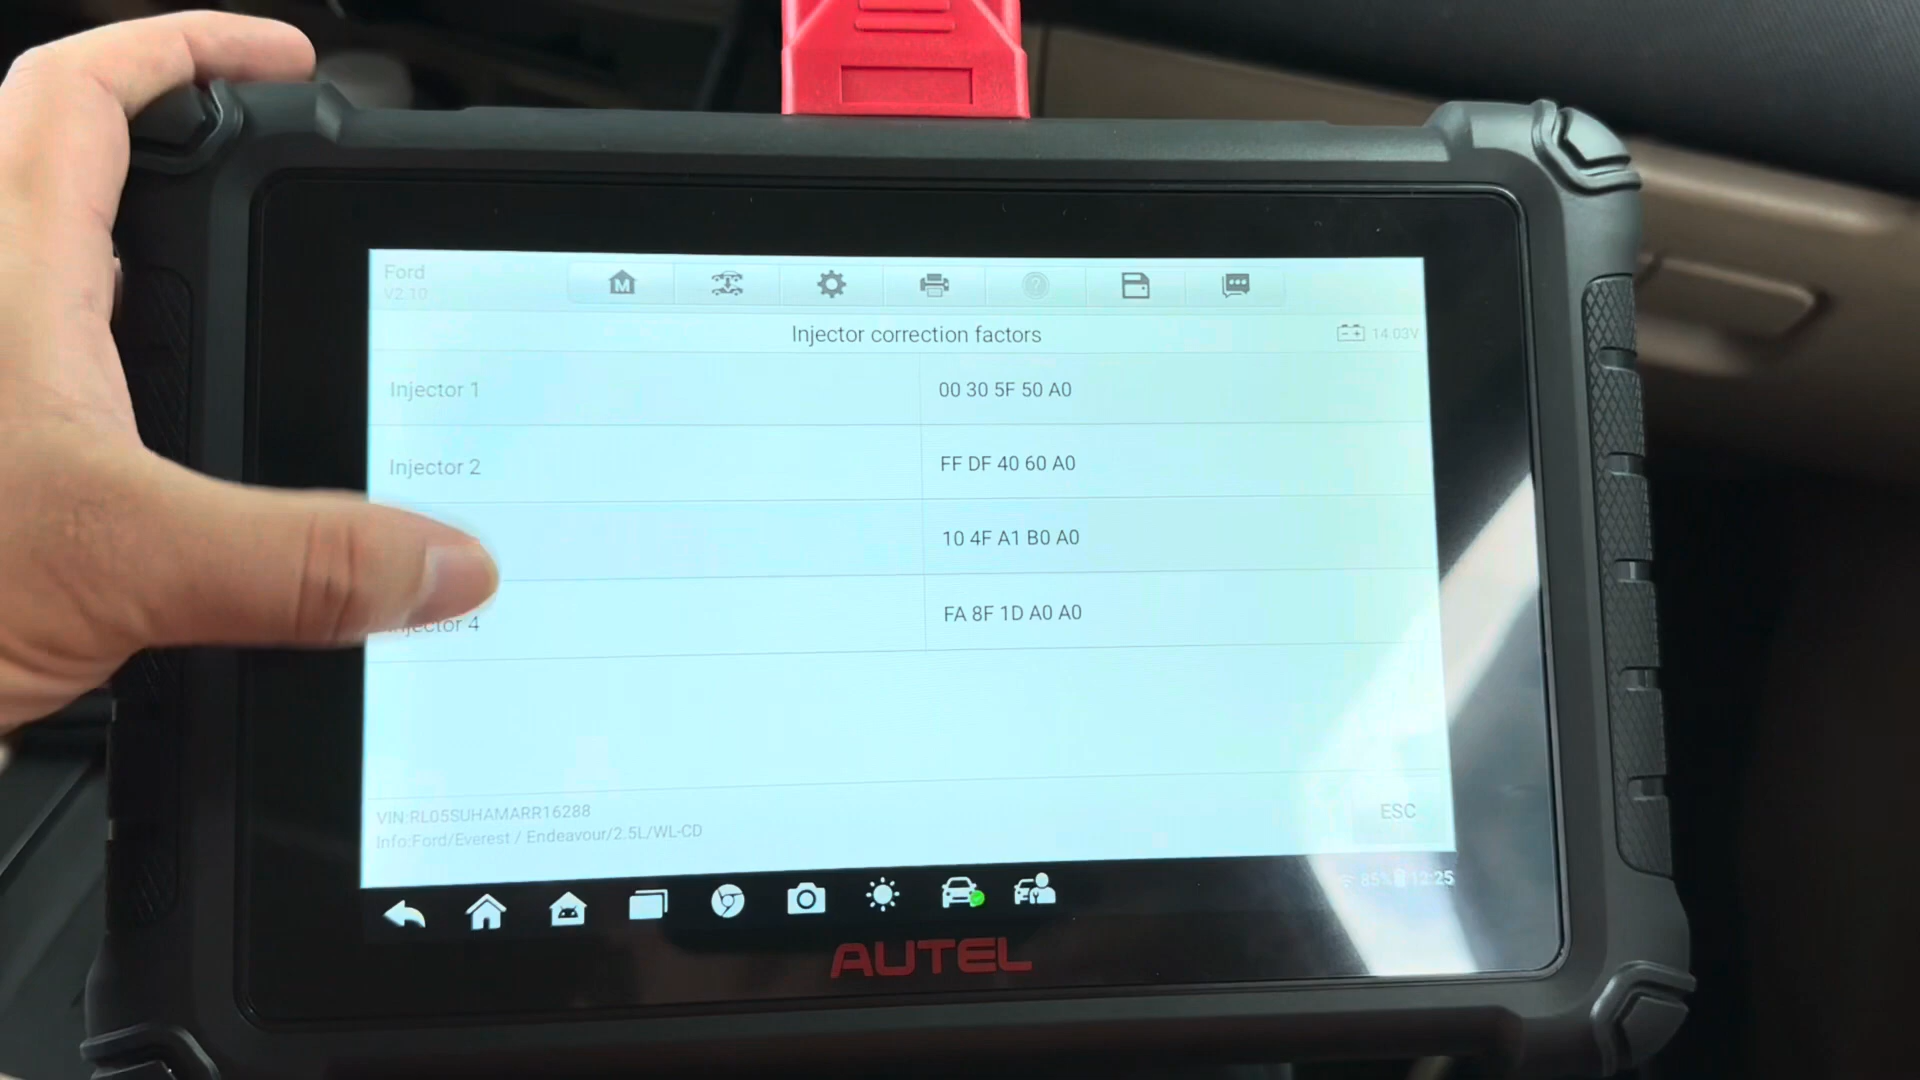 Ford
V2.10
M
Injector correction factors
14.03V
Injector 1 00 30 5F 50 A0
Injector 2 FF DF 40 60 A0
10 4F A1 B0 A0
Injector 4 FA 8F 1D A0 A0
VIN:RL05SUHAMARR16288
Info:Ford/Everest / Endeavour/2.5L/WL-CD
ESC
85% 12:25
AUTEL